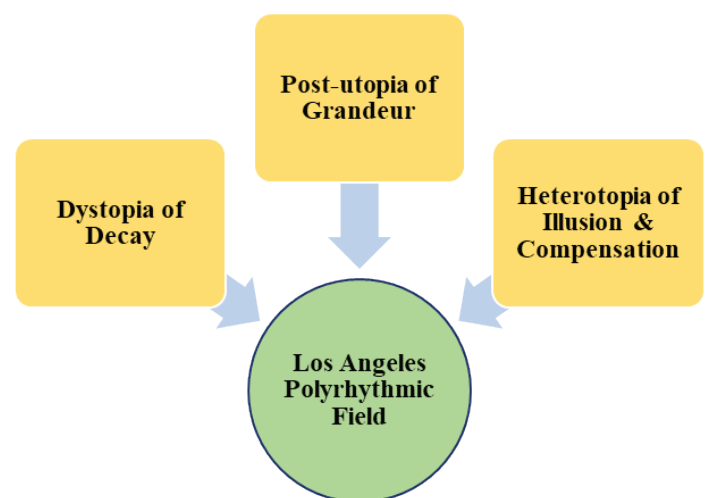 Post-utopia of
Grandeur
Dystopia of
Decay
Heterotopia of
Illusion &
Compensation
Los Angeles
Polyrhythmic
Field